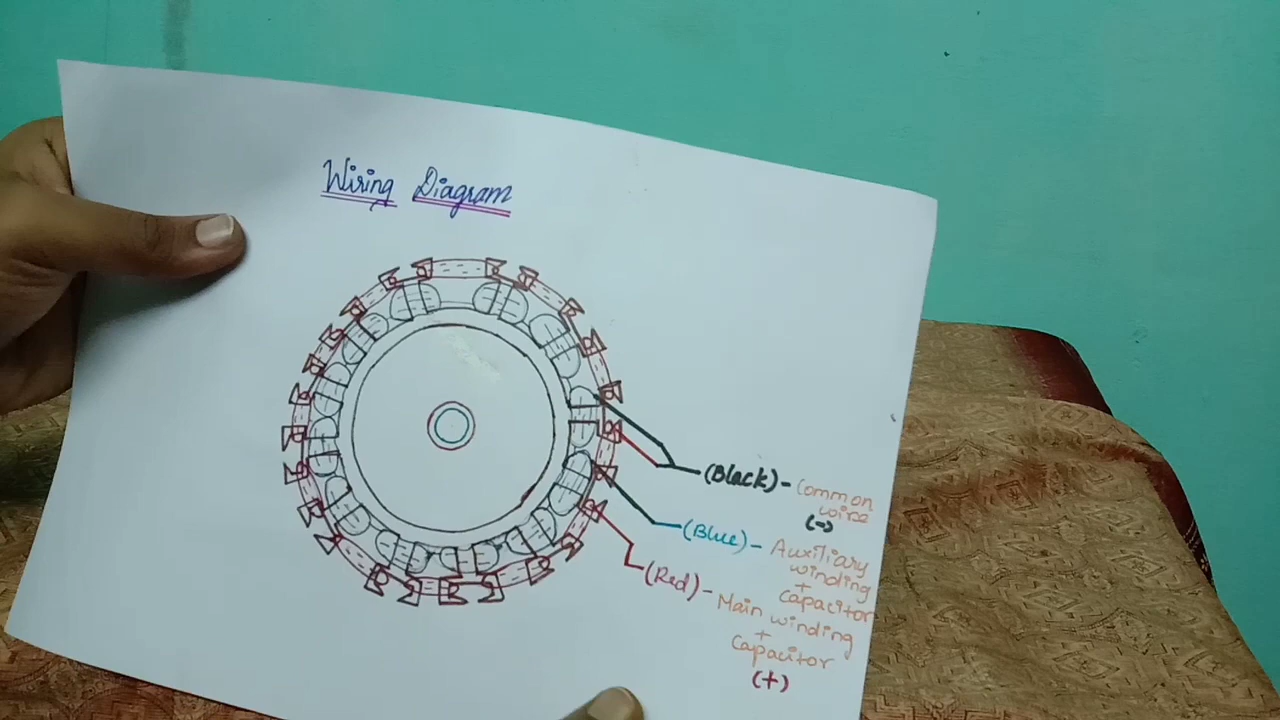 Wiring Diagram
(Black) - Common
wire
(-)
(Blue) - Auxiliary
winding
+
capacitor
(Red) - Main winding
+
capacitor
(+)